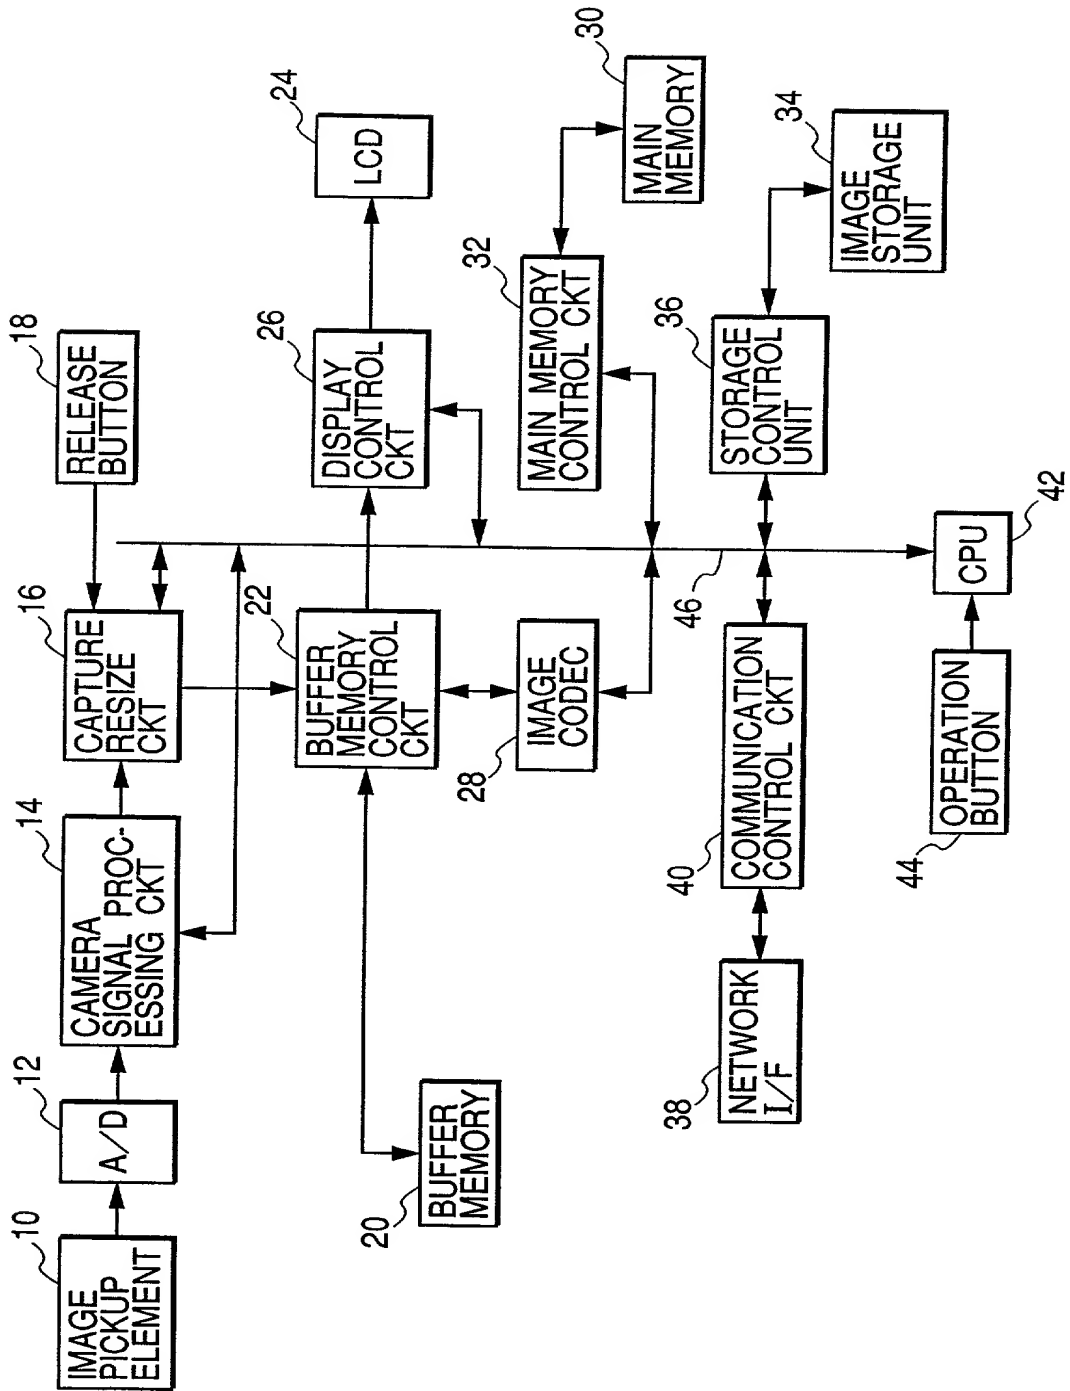 10
IMAGE
PICKUP
ELEMENT
12
A/D
14
CAMERA
SIGNAL PROC-
ESSING CKT
16
CAPTURE
RESIZE
CKT
18
RELEASE
BUTTON
20
BUFFER
MEMORY
22
BUFFER
MEMORY
CONTROL
CKT
26
DISPLAY
CONTROL
CKT
24
LCD
28
IMAGE
CODEC
32
MAIN MEMORY
CONTROL CKT
30
MAIN
MEMORY
38
NETWORK
I/F
40
COMMUNICATION
CONTROL CKT
46
36
STORAGE
CONTROL
UNIT
34
IMAGE
STORAGE
UNIT
44
OPERATION
BUTTON
42
CPU